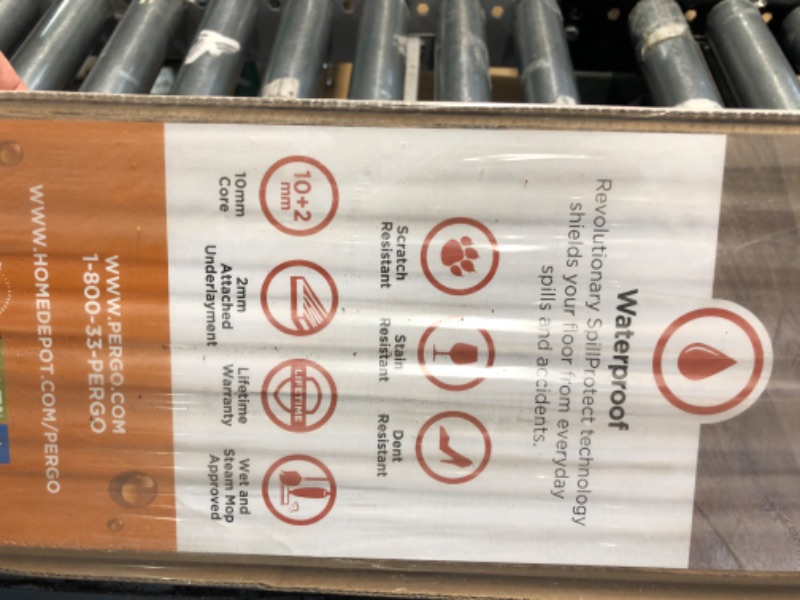 Waterproof
Revolutionary SpillProtect technology
shields your floor from everyday
spills and accidents.
Scratch
Resistant
Stain
Resistant
Dent
Resistant
10+2
mm
10mm
Core
2mm
Attached
Underlayment
LIFETIME
Lifetime
Warranty
Wet and
Steam Mop
Approved
WWW.PERGO.COM
1-800-33-PERGO
WWW.HOMEDEPOT.COM/PERGO